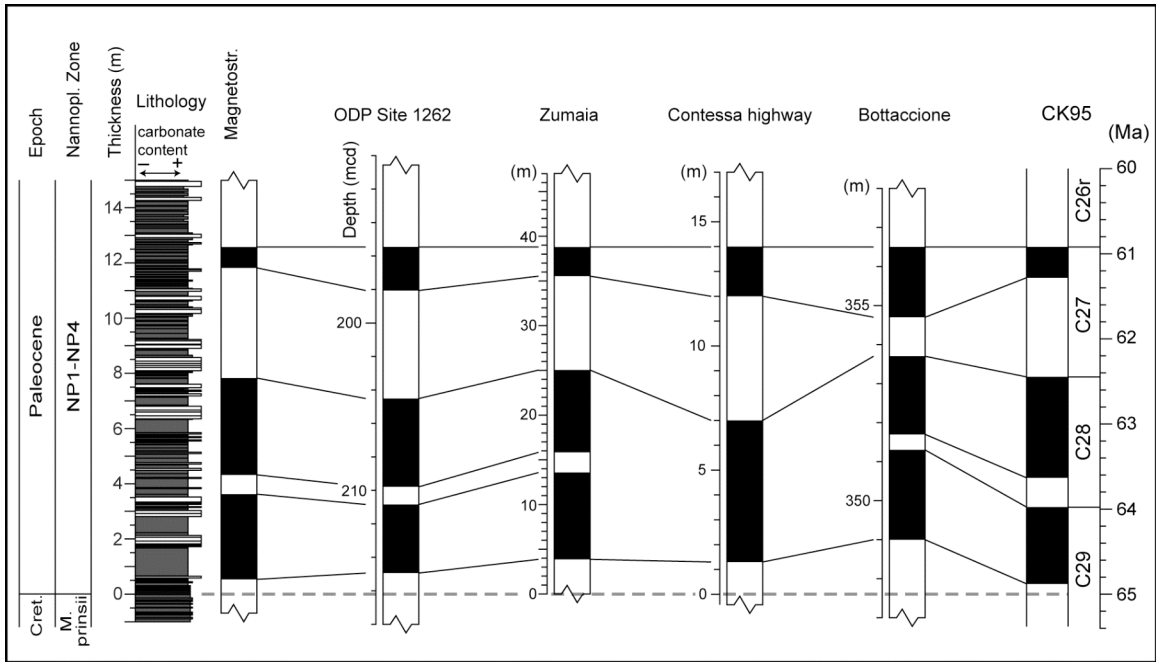 Epoch
Nannopl. Zone
Thickness (m)
Lithology
carbonate
content
– +
Magnetostr.
ODP Site 1262
Zumaia
Contessa highway
Bottaccione
CK95
(Ma)
Depth (mcd)
(m)
(m)
(m)
Paleocene
NP1-NP4
Cret.
M.
prinsii
14
12
10
8
6
4
2
0
200
210
40
30
20
10
0
15
10
5
0
355
350
C26r
C27
C28
C29
60
61
62
63
64
65